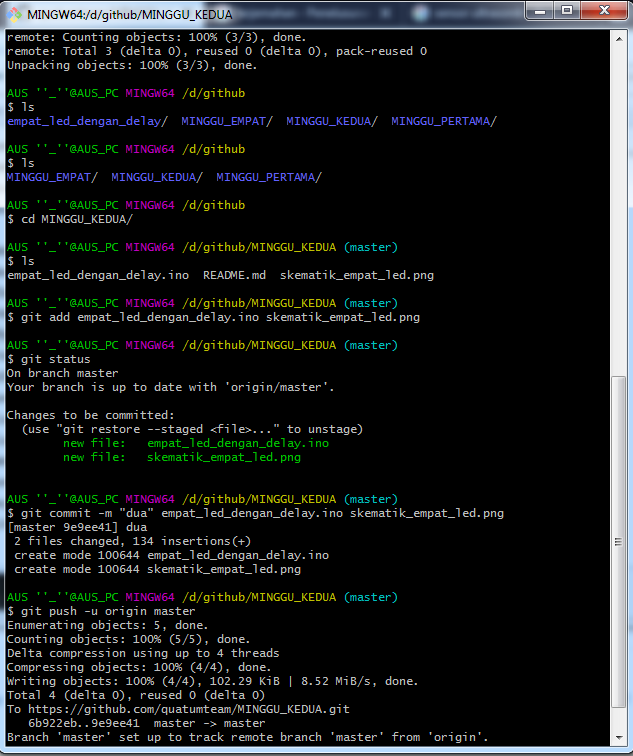 MINGW64:/d/github/MINGGU_KEDUA
remote: Counting objects: 100% (3/3), done.
remote: Total 3 (delta 0), reused 0 (delta 0), pack-reused 0
Unpacking objects: 100% (3/3), done.
AUS ''_''@AUS_PC MINGW64 /d/github
$ ls
empat_led_dengan_delay/  MINGGU_EMPAT/  MINGGU_KEDUA/  MINGGU_PERTAMA/
AUS ''_''@AUS_PC MINGW64 /d/github
$ ls
MINGGU_EMPAT/  MINGGU_KEDUA/  MINGGU_PERTAMA/
AUS ''_''@AUS_PC MINGW64 /d/github
$ cd MINGGU_KEDUA/
AUS ''_''@AUS_PC MINGW64 /d/github/MINGGU_KEDUA (master)
$ ls
empat_led_dengan_delay.ino  README.md  skematik_empat_led.png
AUS ''_''@AUS_PC MINGW64 /d/github/MINGGU_KEDUA (master)
$ git add empat_led_dengan_delay.ino skematik_empat_led.png
AUS ''_''@AUS_PC MINGW64 /d/github/MINGGU_KEDUA (master)
$ git status
On branch master
Your branch is up to date with 'origin/master'.
Changes to be committed:
  (use "git restore --staged <file>..." to unstage)
        new file:   empat_led_dengan_delay.ino
        new file:   skematik_empat_led.png
AUS ''_''@AUS_PC MINGW64 /d/github/MINGGU_KEDUA (master)
$ git commit -m "dua" empat_led_dengan_delay.ino skematik_empat_led.png
[master 9e9ee41] dua
 2 files changed, 134 insertions(+)
 create mode 100644 empat_led_dengan_delay.ino
 create mode 100644 skematik_empat_led.png
AUS ''_''@AUS_PC MINGW64 /d/github/MINGGU_KEDUA (master)
$ git push -u origin master
Enumerating objects: 5, done.
Counting objects: 100% (5/5), done.
Delta compression using up to 4 threads
Compressing objects: 100% (4/4), done.
Writing objects: 100% (4/4), 102.29 KiB | 8.52 MiB/s, done.
Total 4 (delta 0), reused 0 (delta 0)
To https://github.com/quatumteam/MINGGU_KEDUA.git
   6b922eb..9e9ee41  master -> master
Branch 'master' set up to track remote branch 'master' from 'origin'.